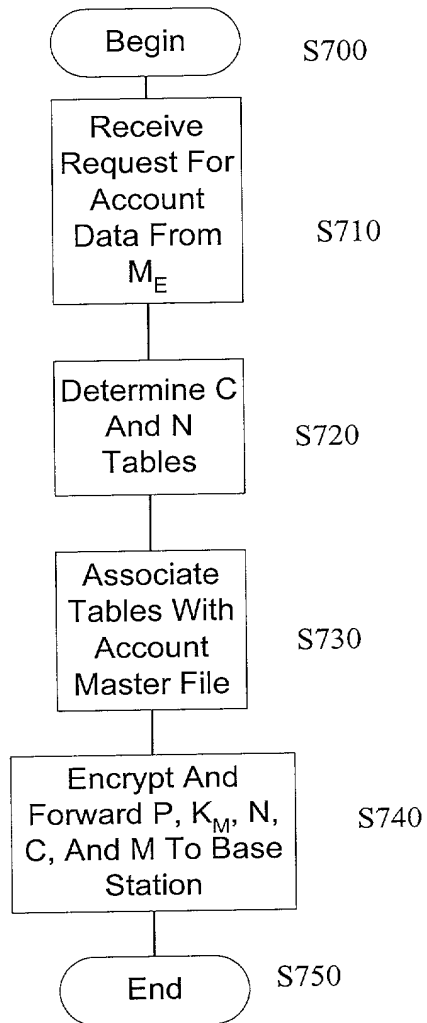 Begin
S700
Receive
Request For
Account
Data From
M_E
S710
Determine C
And N
Tables
S720
Associate
Tables With
Account
Master File
S730
Encrypt And
Forward P, K_M, N,
C, And M To Base
Station
S740
End
S750